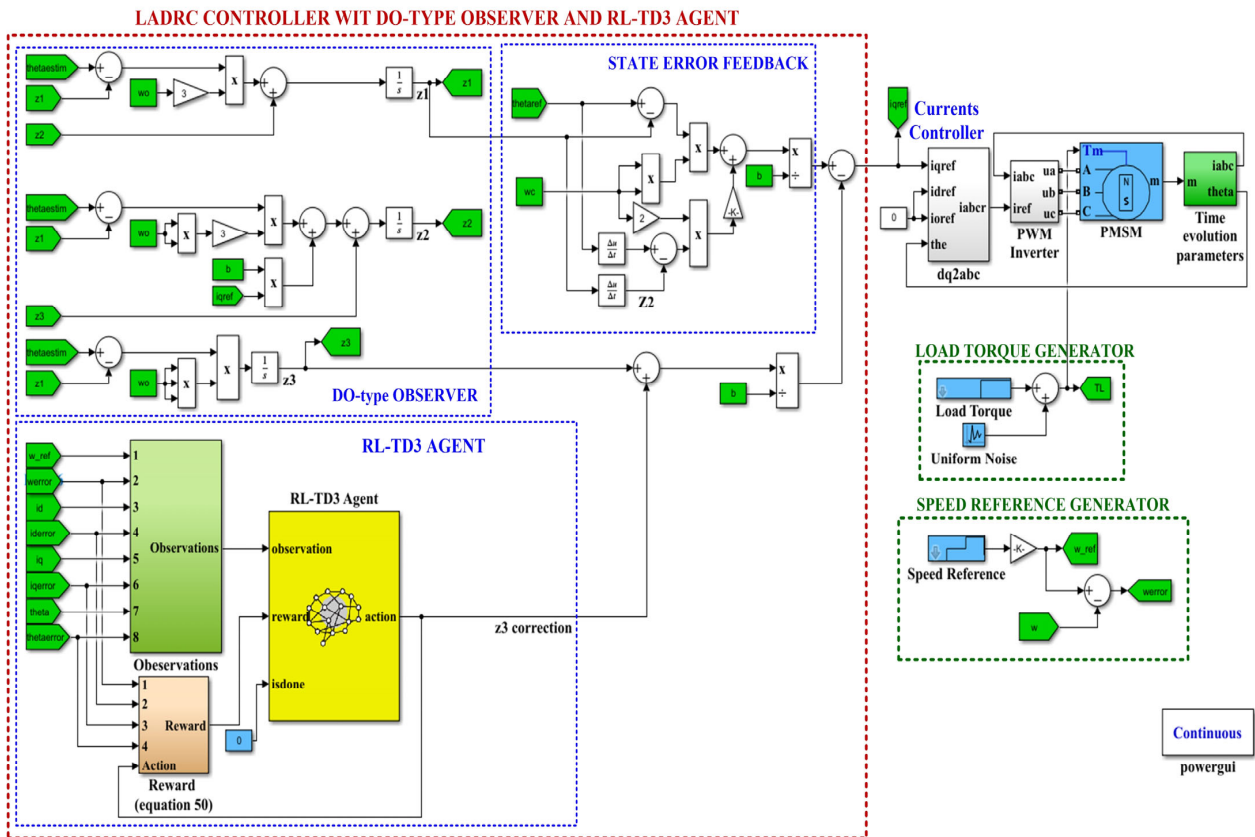 LADRC CONTROLLER WIT DO-TYPE OBSERVER AND RL-TD3 AGENT
thetaestim
z1
wo
3
x
z2
1
s
z1
z1
thetaestim
z1
wo
x
3
x
b
iqref
x
1
s
z2
z2
z3
thetaestim
z1
wo
x
x
1
s
z3
z3
DO-type OBSERVER
STATE ERROR FEEDBACK
thetaref
wc
x
x
2
x
-K-
Δu
Δt
Δu
Δt
Z2
b
x
÷
b
x
÷
iqref
Currents
Controller
0
iqref
idref
ioref
the
iabcr
dq2abc
iabc
iref
ua
ub
uc
PWM
Inverter
Tm
A
B
C
N
S
m
PMSM
m
iabc
theta
Time
evolution
parameters
LOAD TORQUE GENERATOR
Load Torque
Uniform Noise
TL
SPEED REFERENCE GENERATOR
Speed Reference
-K-
w_ref
werror
w
Continuous
powergui
RL-TD3 AGENT
w_ref
werror
id
iderror
iq
iqerror
theta
thetaerror
1
2
3
4
5
6
7
8
Observations
Obeservations
1
2
3
4
Action
Reward
Reward
(equation 50)
0
RL-TD3 Agent
observation
reward
isdone
action
z3 correction